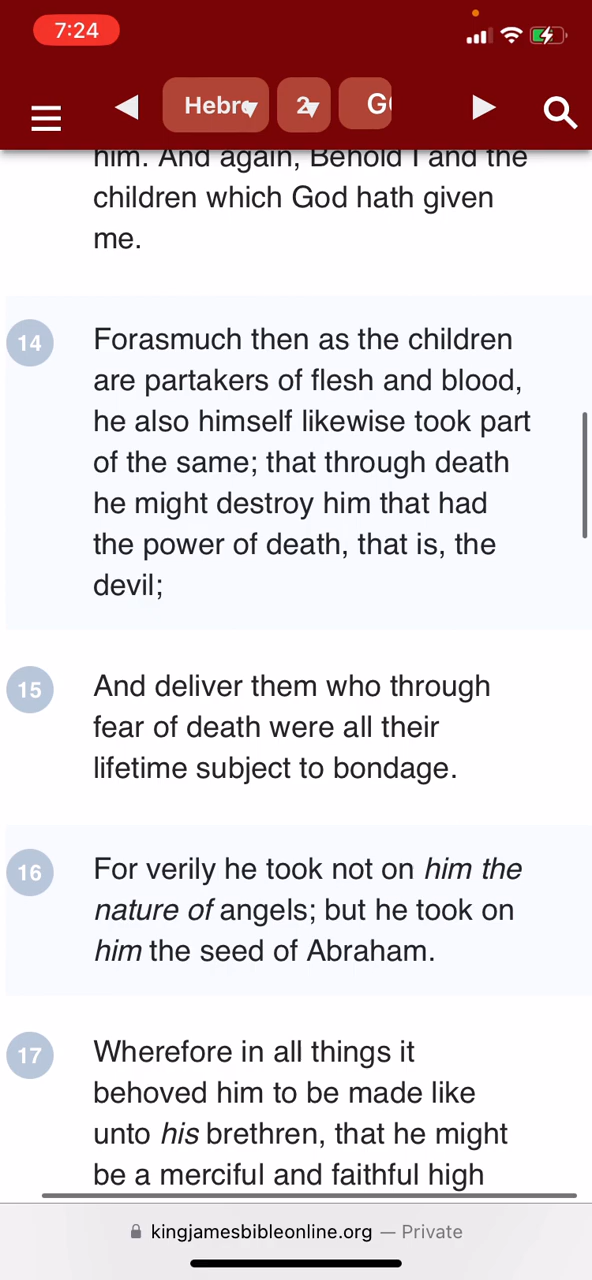 7:24
Hebre
2
G
him. And again, Behold I and the
children which God hath given
me.
14
Forasmuch then as the children
are partakers of flesh and blood,
he also himself likewise took part
of the same; that through death
he might destroy him that had
the power of death, that is, the
devil;
15
And deliver them who through
fear of death were all their
lifetime subject to bondage.
16
For verily he took not on him the
nature of angels; but he took on
him the seed of Abraham.
17
Wherefore in all things it
behoved him to be made like
unto his brethren, that he might
be a merciful and faithful high
kingjamesbibleonline.org — Private